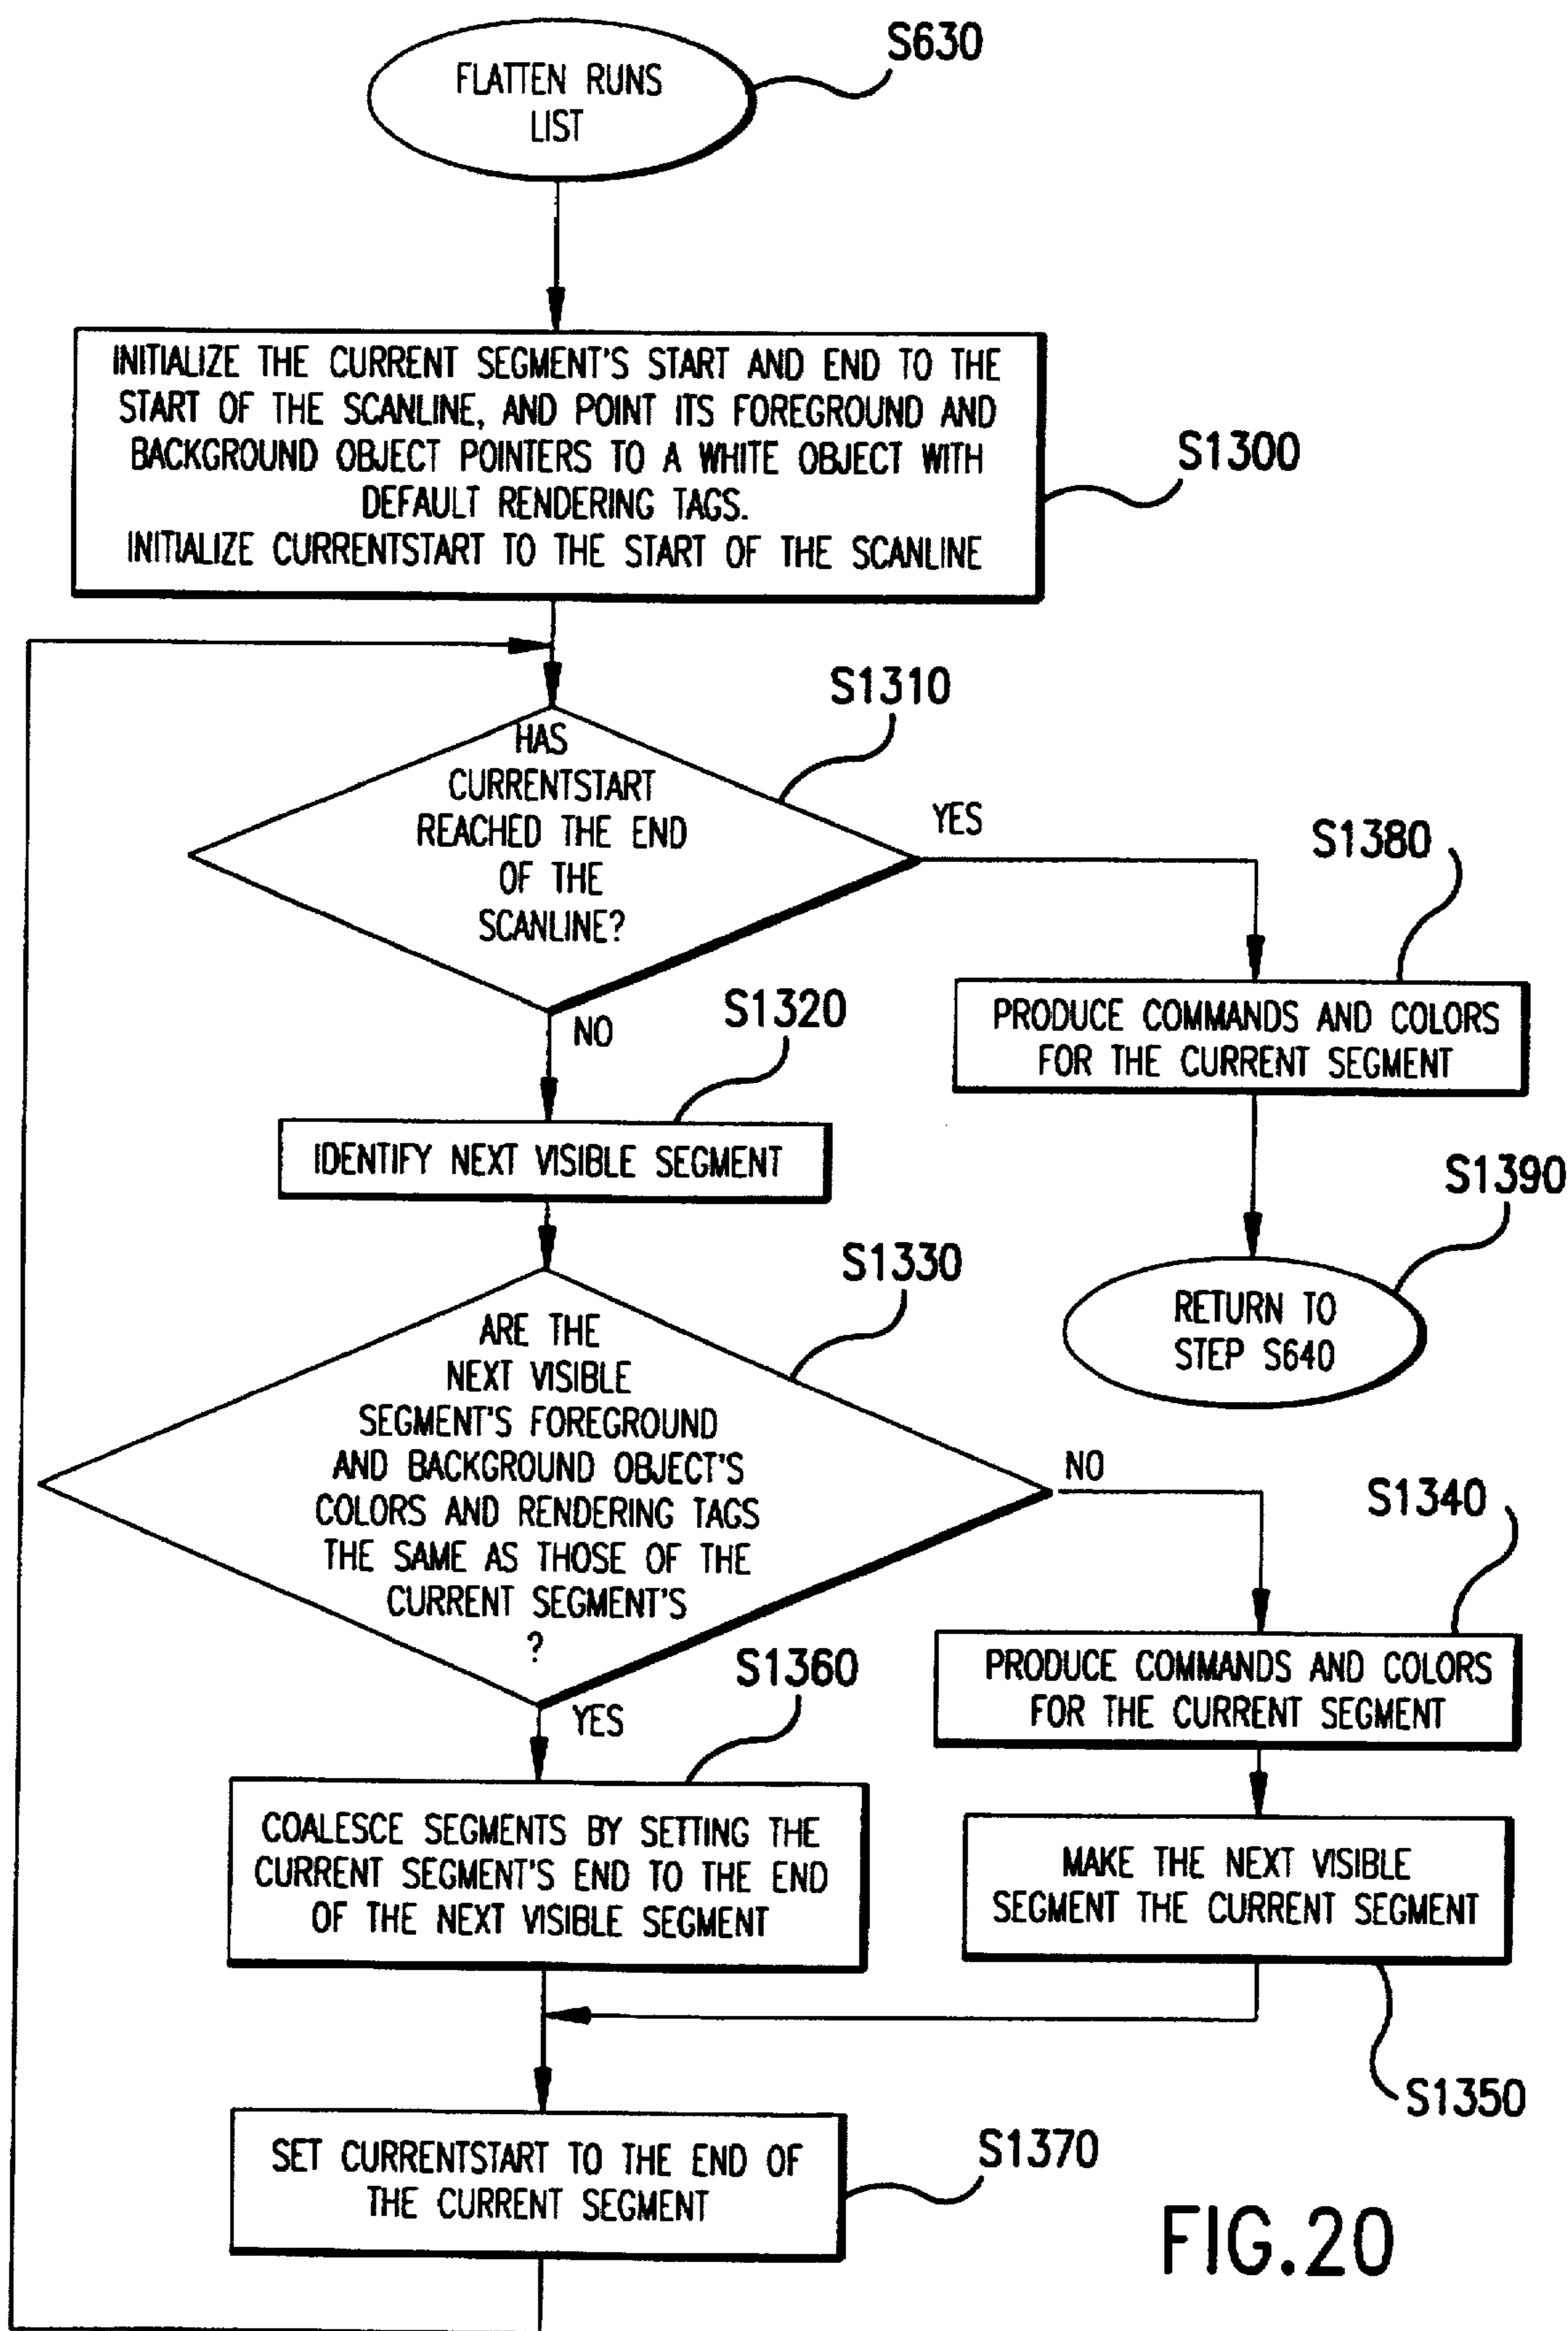 S630
FLATTEN RUNS
LIST
INITIALIZE THE CURRENT SEGMENT'S START AND END TO THE
START OF THE SCANLINE, AND POINT ITS FOREGROUND AND
BACKGROUND OBJECT POINTERS TO A WHITE OBJECT WITH
DEFAULT RENDERING TAGS.
INITIALIZE CURRENTSTART TO THE START OF THE SCANLINE
S1300
S1310
HAS
CURRENTSTART
REACHED THE END
OF THE
SCANLINE?
YES
S1380
PRODUCE COMMANDS AND COLORS
FOR THE CURRENT SEGMENT
NO
S1320
IDENTIFY NEXT VISIBLE SEGMENT
S1390
RETURN TO
STEP S640
S1330
ARE THE
NEXT VISIBLE
SEGMENT'S FOREGROUND
AND BACKGROUND OBJECT'S
COLORS AND RENDERING TAGS
THE SAME AS THOSE OF THE
CURRENT SEGMENT'S
?
NO
S1340
PRODUCE COMMANDS AND COLORS
FOR THE CURRENT SEGMENT
YES
S1360
COALESCE SEGMENTS BY SETTING THE
CURRENT SEGMENT'S END TO THE END
OF THE NEXT VISIBLE SEGMENT
MAKE THE NEXT VISIBLE
SEGMENT THE CURRENT SEGMENT
S1350
SET CURRENTSTART TO THE END OF
THE CURRENT SEGMENT
S1370
FIG.20